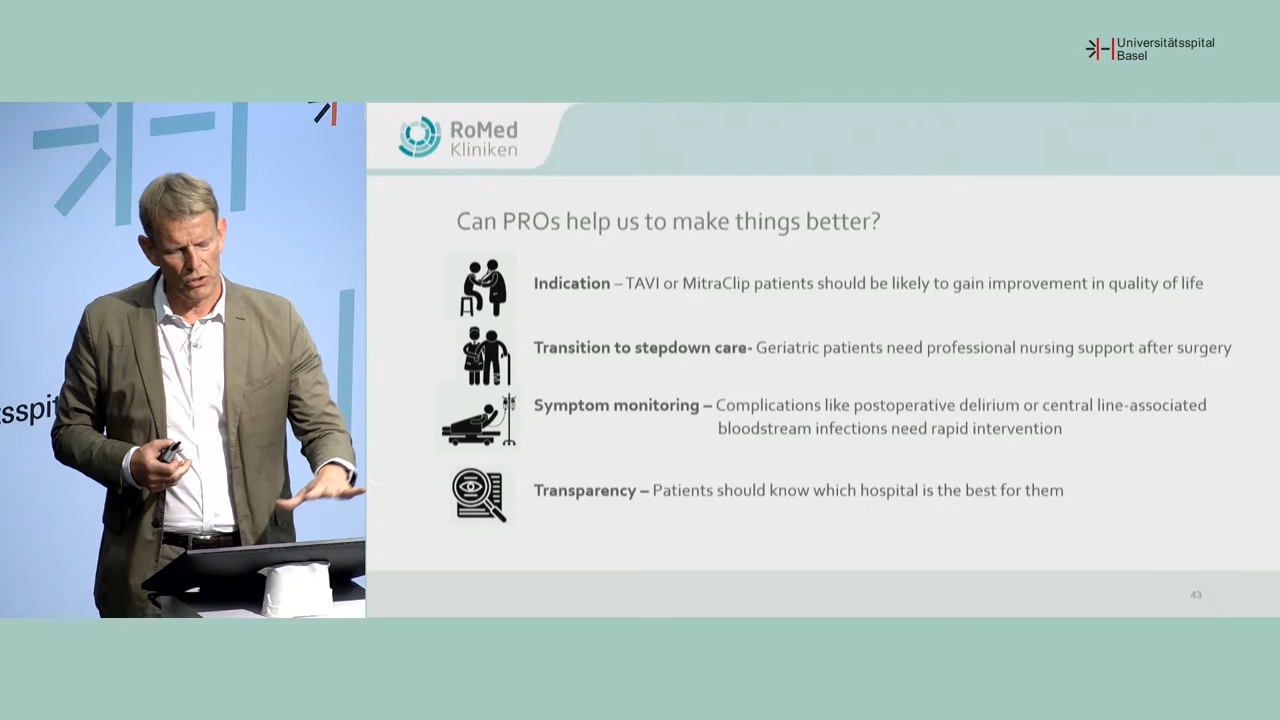 Universitätsspital
Basel
RoMed
Kliniken
Can PROs help us to make things better?
Indication – TAVI or MitraClip patients should be likely to gain improvement in quality of life
Transition to stepdown care- Geriatric patients need professional nursing support after surgery
tsspit
Symptom monitoring – Complications like postoperative delirium or central line-associated
bloodstream infections need rapid intervention
Transparency – Patients should know which hospital is the best for them
43